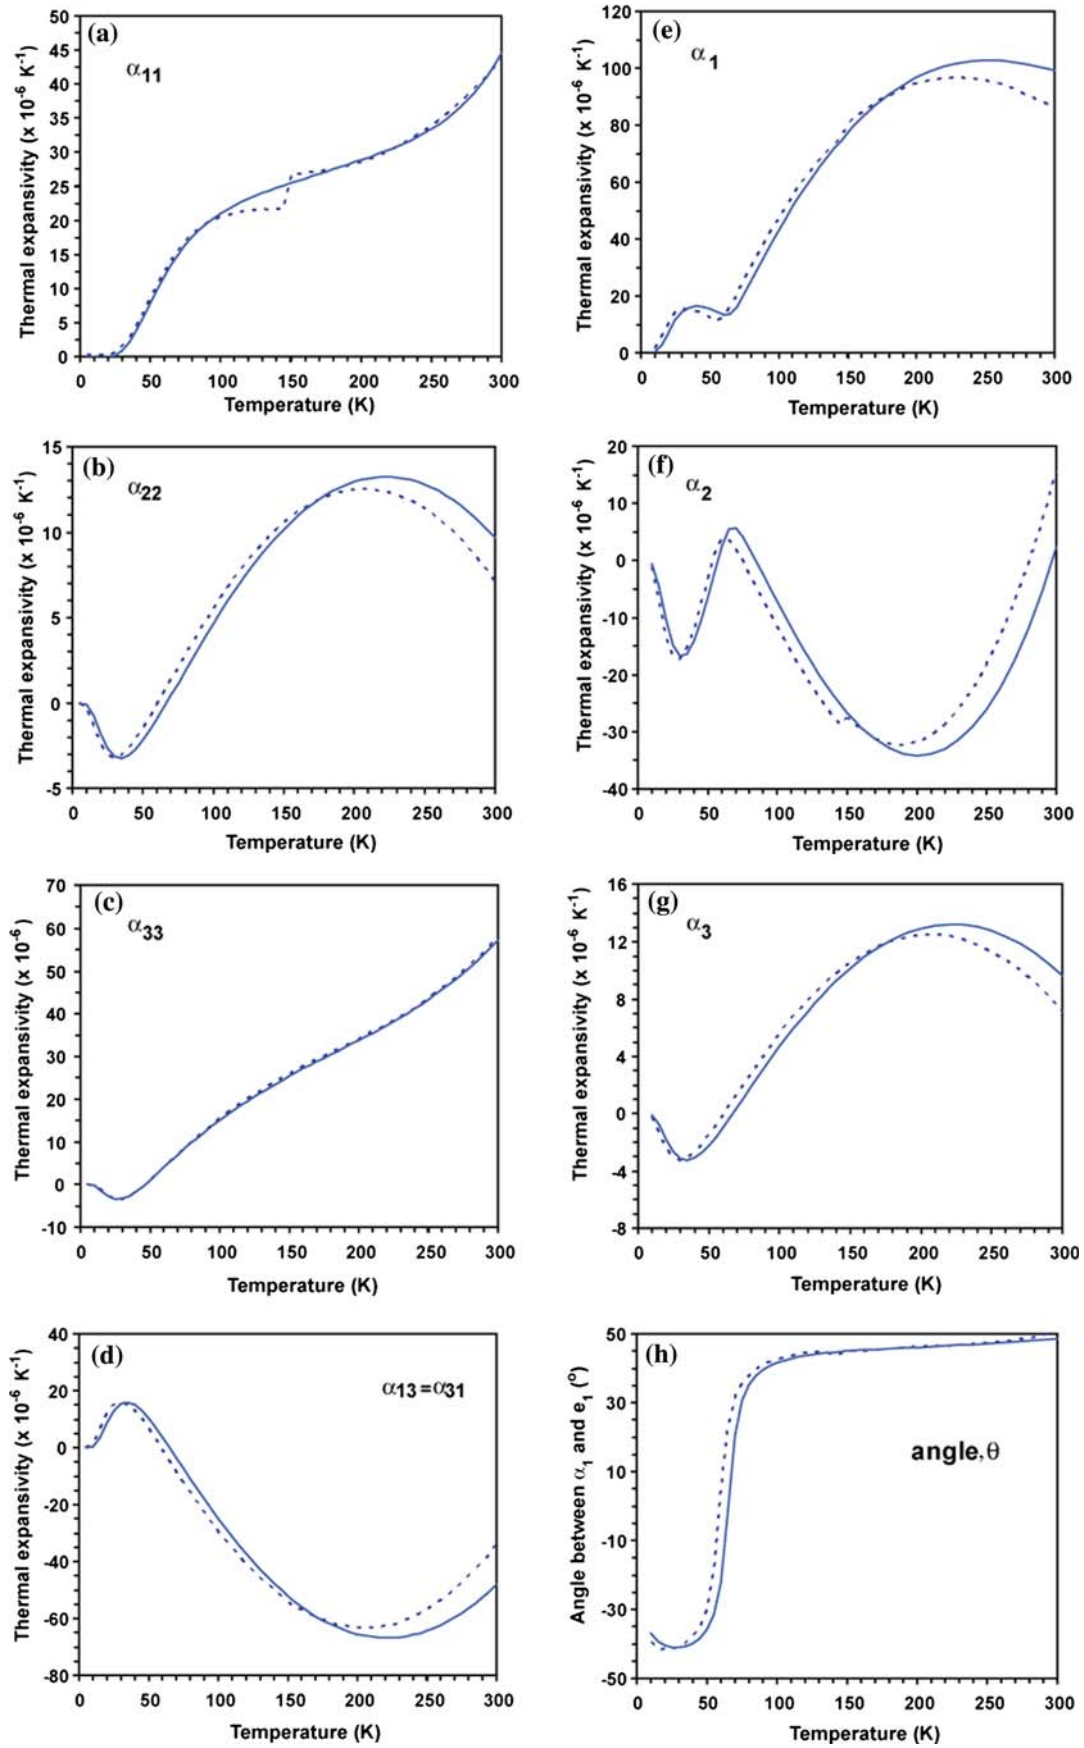 (a)
α11
Thermal expansivity (x 10-6 K-1)
50
45
40
35
30
25
20
15
10
5
0
0 50 100 150 200 250 300
Temperature (K)
(e)
α1
Thermal expansivity (x 10-6 K-1)
120
100
80
60
40
20
0
0 50 100 150 200 250 300
Temperature (K)
(b)
α22
Thermal expansivity (x 10-6 K-1)
15
10
5
0
-5
0 50 100 150 200 250 300
Temperature (K)
(f)
α2
Thermal expansivity (x 10-6 K-1)
20
10
0
-10
-20
-30
-40
0 50 100 150 200 250 300
Temperature (K)
(c)
α33
Thermal expansivity (x 10-6)
70
60
50
40
30
20
10
0
-10
0 50 100 150 200 250 300
Temperature (K)
(g)
α3
Thermal expansivity (x 10-6 K-1)
16
12
8
4
0
-4
-8
0 50 100 150 200 250 300
Temperature (K)
(d)
α13=α31
Thermal expansivity (x 10-6 K-1)
40
20
0
-20
-40
-60
-80
0 50 100 150 200 250 300
Temperature (K)
(h)
angle,θ
Angle between α1 and e1 (o)
50
30
10
-10
-30
-50
0 50 100 150 200 250 300
Temperature (K)